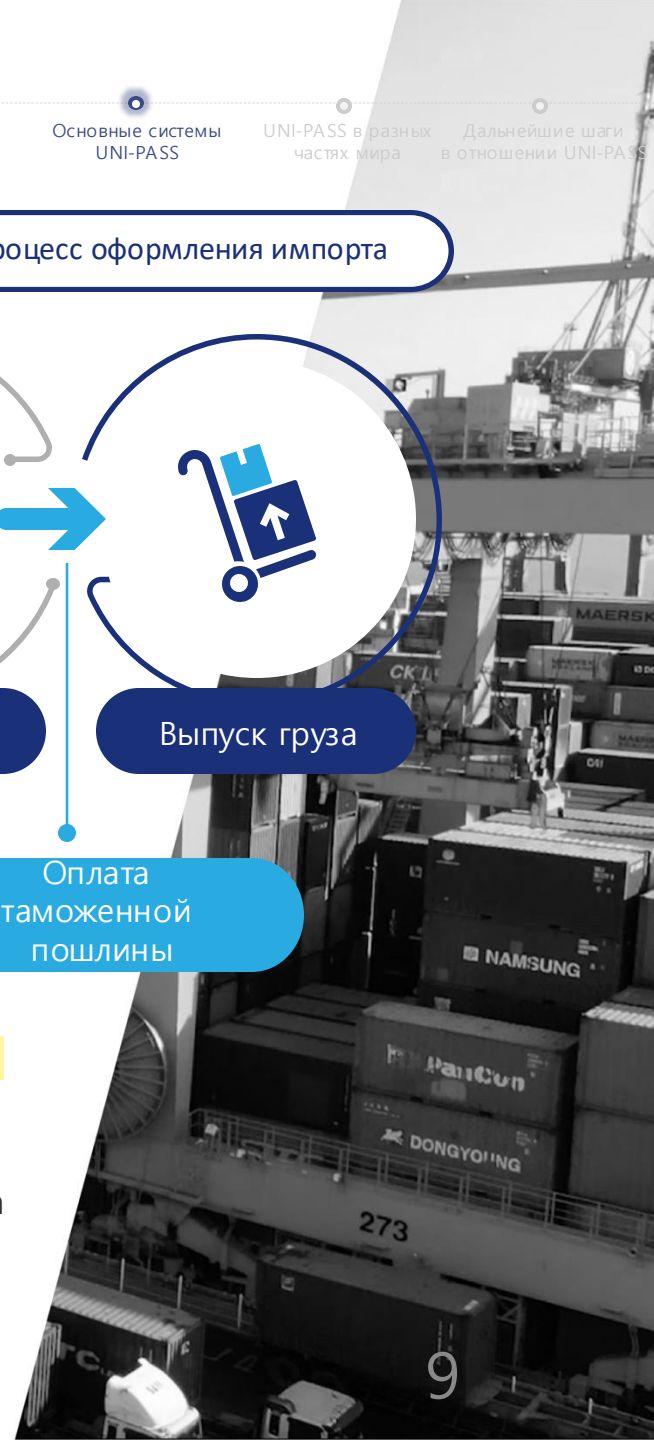 Основные системы
UNI-PASS
UNI-PASS в разных
частях мира
Дальнейшие шаги
в отношении UNI-PASS
роцесс оформления импорта
Выпуск груза
Оплата
таможенной
пошлины
MAERSK
CK L
NAMSUNG
PanCon
DONGYOUNG
273
9